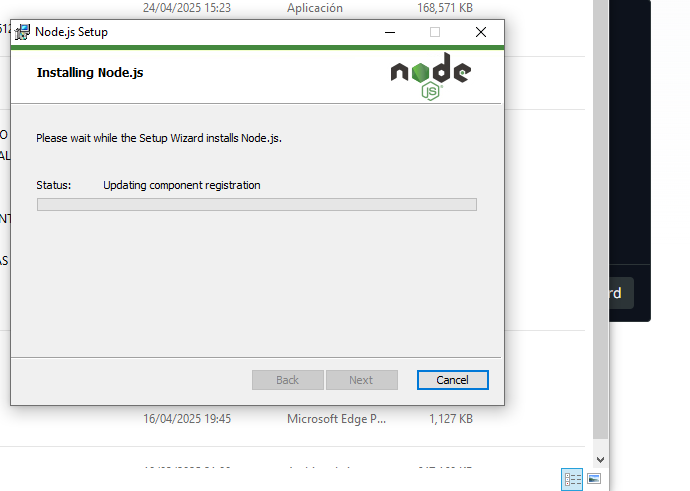 24/04/2025 15:23 Aplicación 168,571 KB
Node.js Setup
Installing Node.js
node
JS
Please wait while the Setup Wizard installs Node.js.
Status: Updating component registration
rd
Back Next Cancel
16/04/2025 19:45 Microsoft Edge P... 1,127 KB